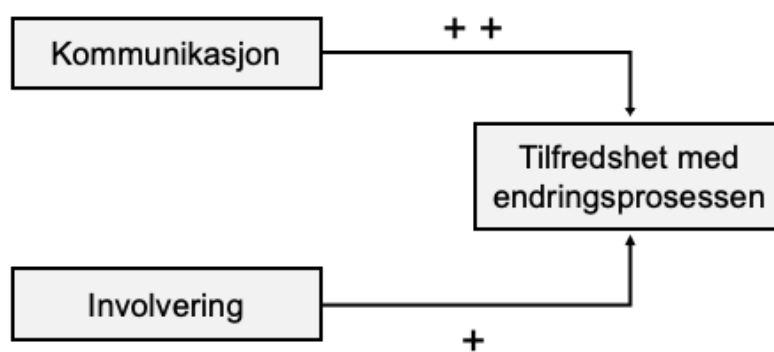 + +
Kommunikasjon
Tilfredshet med
endringsprosessen
Involvering
+